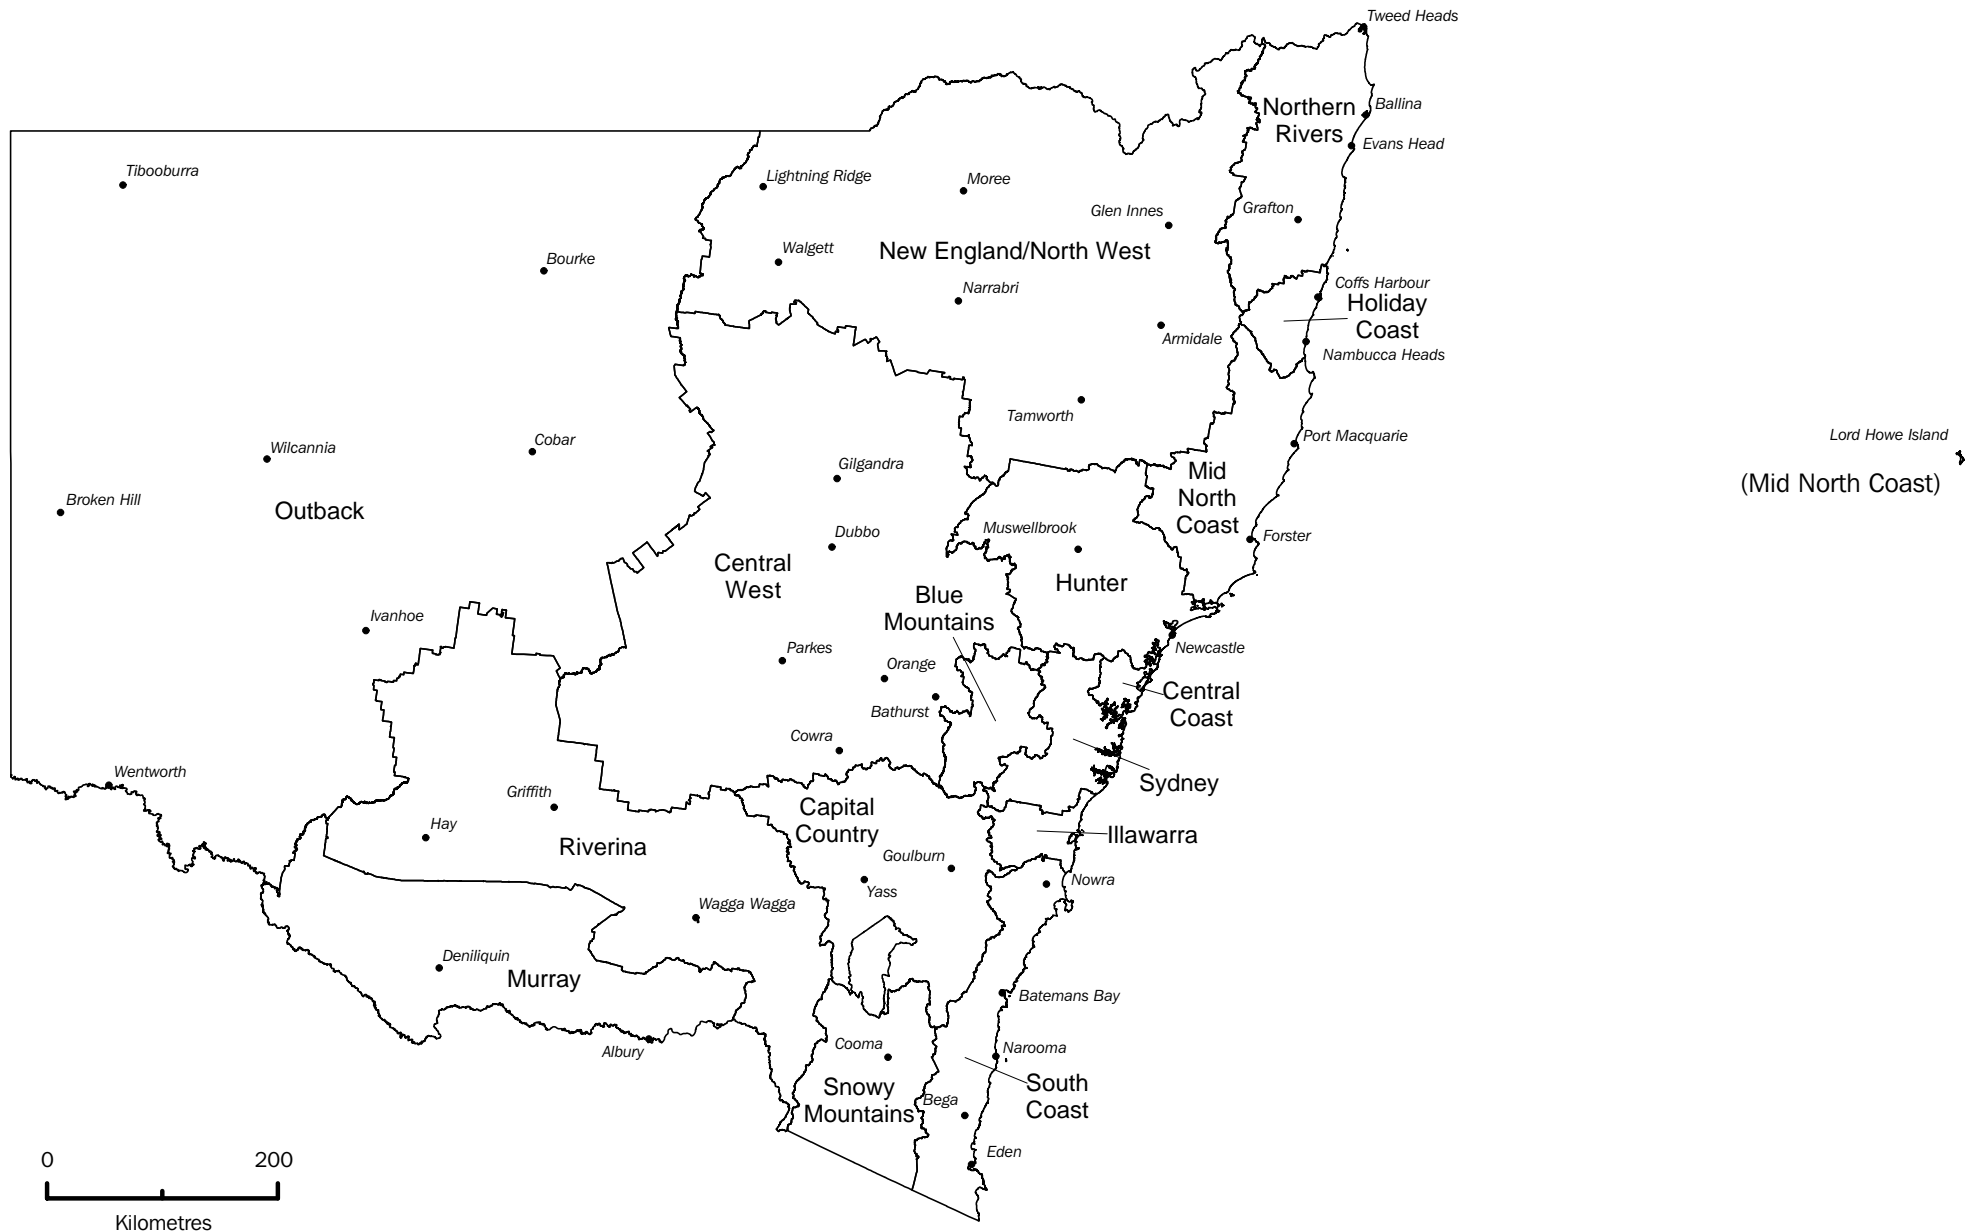 Tweed Heads
Northern
Rivers
Ballina
Evans Head
Tibooburra
Lightning Ridge
Moree
Glen Innes
Grafton
New England/North West
Walgett
Bourke
Narrabri
Coffs Harbour
Holiday
Coast
Armidale
Nambucca Heads
Tamworth
Port Macquarie
Lord Howe Island
(Mid North Coast)
Wilcannia
Cobar
Gilgandra
Mid
North
Coast
Broken Hill
Outback
Muswellbrook
Dubbo
Forster
Central
West
Hunter
Blue
Mountains
Ivanhoe
Parkes
Newcastle
Orange
Central
Coast
Bathurst
Cowra
Wentworth
Sydney
Griffith
Capital
Country
Hay
Riverina
Illawarra
Goulburn
Yass
Nowra
Wagga Wagga
Deniliquin
Murray
Batemans Bay
Albury
Cooma
Narooma
Snowy
Mountains
South
Coast
Bega
Eden
0 200
Kilometres